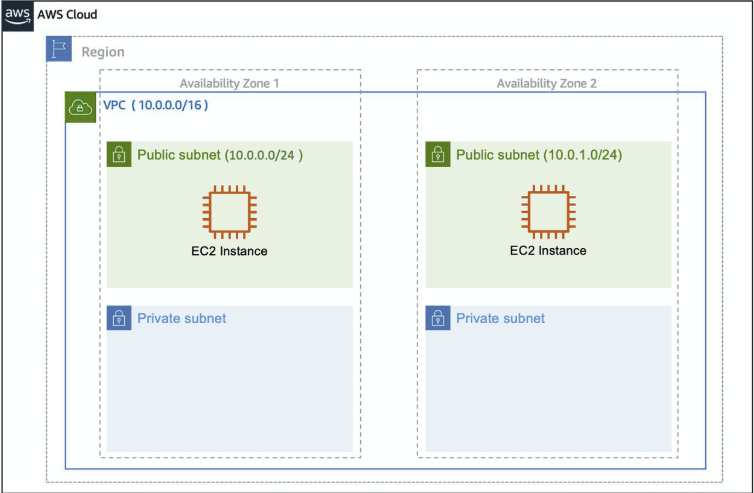 aws AWS Cloud
Region
Availability Zone 1
Availability Zone 2
VPC ( 10.0.0.0/16 )
Public subnet (10.0.0.0/24 )
Public subnet (10.0.1.0/24)
EC2 Instance
EC2 Instance
Private subnet
Private subnet